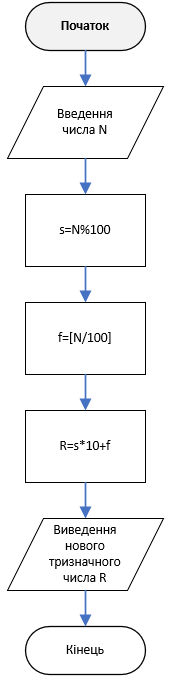 Початок
Введення
числа N
s=N%100
f=[N/100]
R=s*10+f
Виведення
нового
тризначного
числа R
Кінець